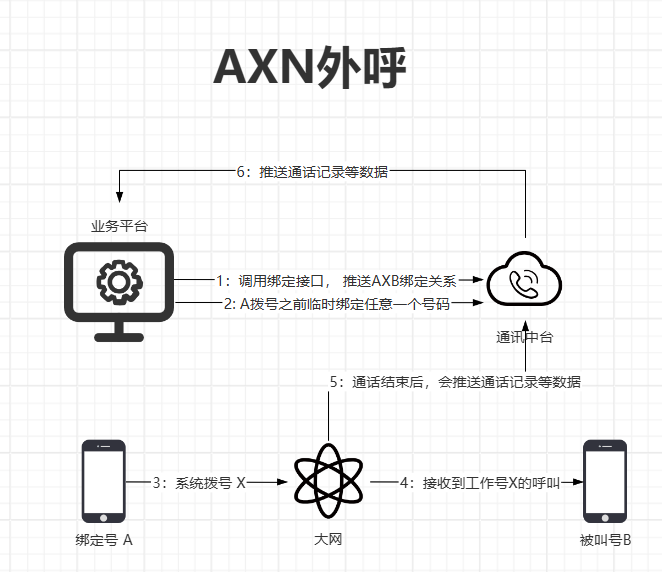 AXN外呼
6：推送通话记录等数据
业务平台
1：调用绑定接口， 推送AXB绑定关系
2: A拨号之前临时绑定任意一个号码
通讯中台
5：通话结束后，会推送通话记录等数据
3：系统拨号 X
4：接收到工作号X的呼叫
绑定号 A
大网
被叫号B